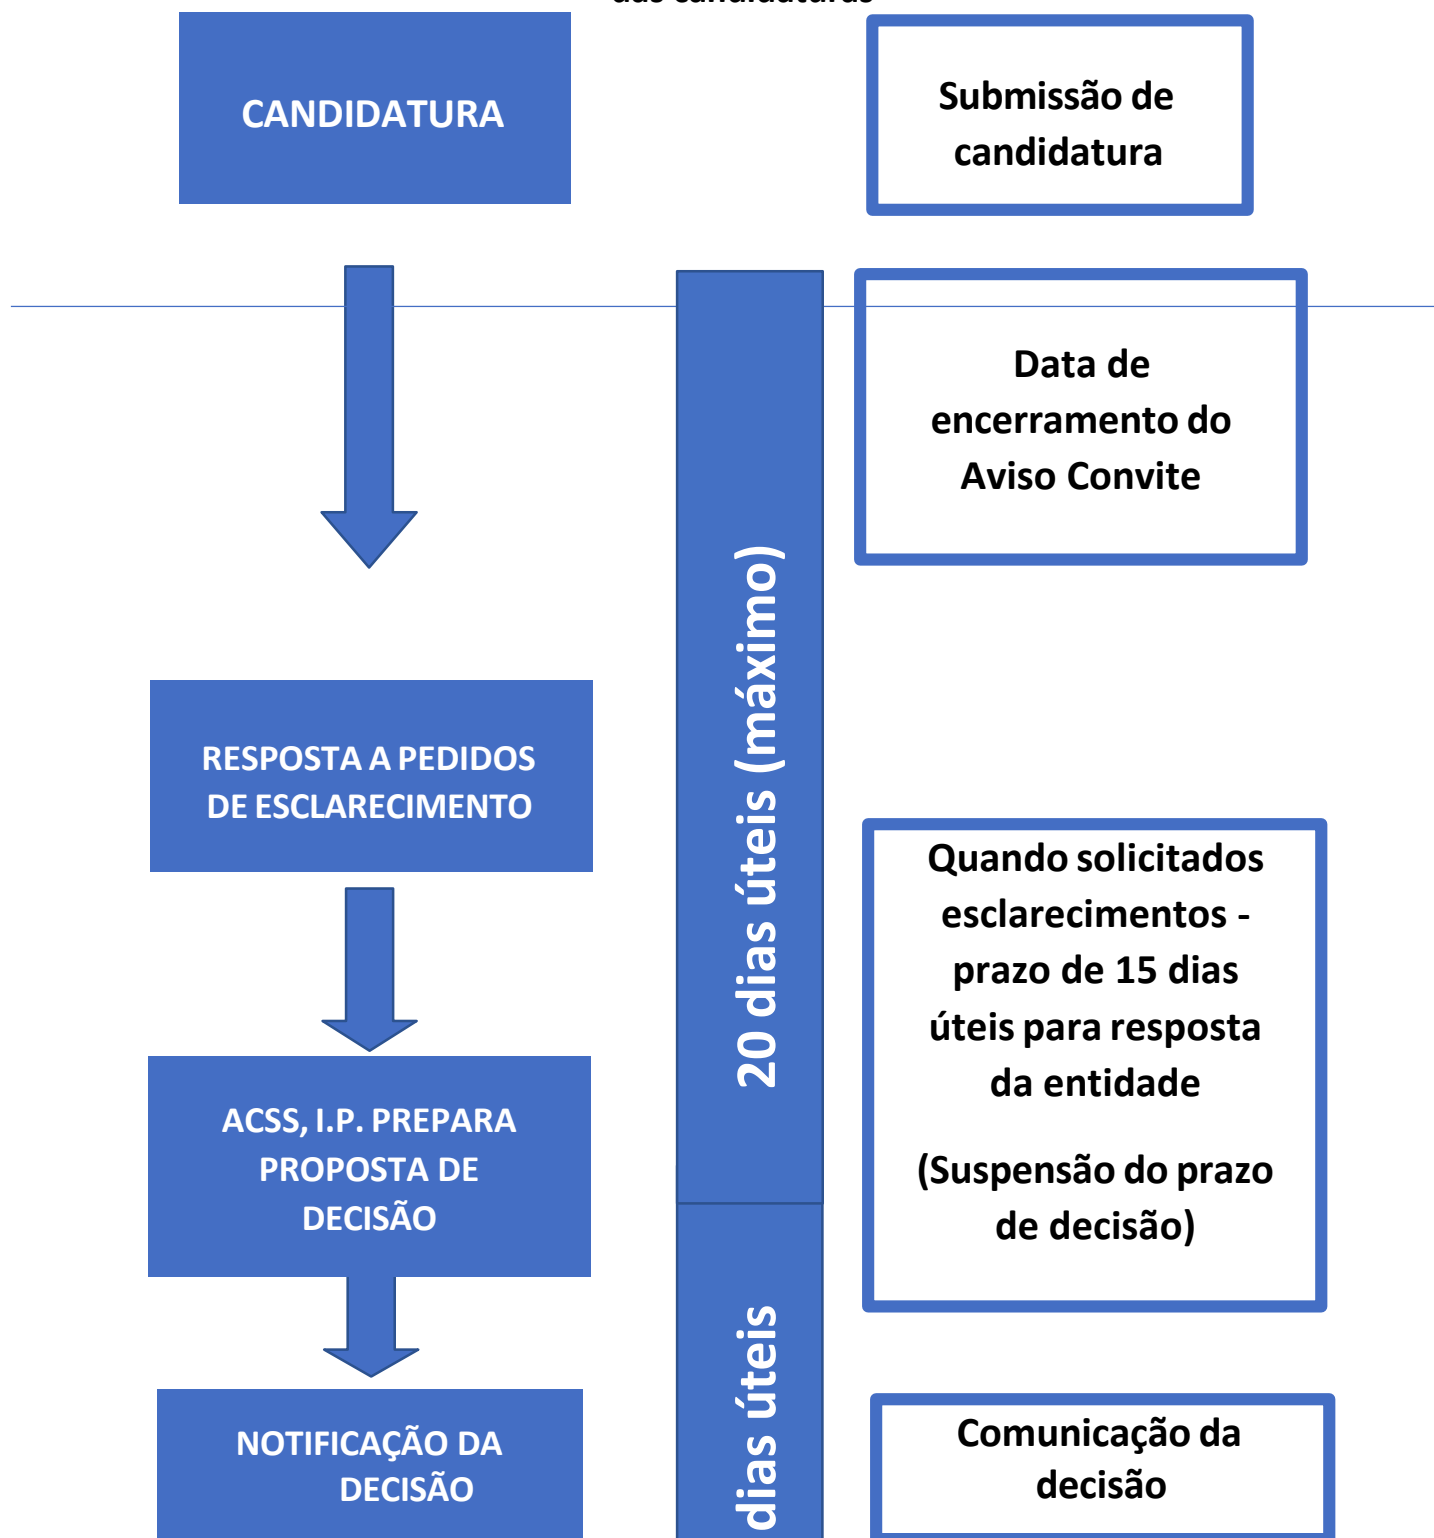 das candidaturas
CANDIDATURA
Submissão de
candidatura
Data de
encerramento do
Aviso Convite
20 dias úteis (máximo)
RESPOSTA A PEDIDOS
DE ESCLARECIMENTO
Quando solicitados
esclarecimentos -
prazo de 15 dias
úteis para resposta
da entidade
(Suspensão do prazo
de decisão)
ACSS, I.P. PREPARA
PROPOSTA DE
DECISÃO
dias úteis
NOTIFICAÇÃO DA
DECISÃO
Comunicação da
decisão